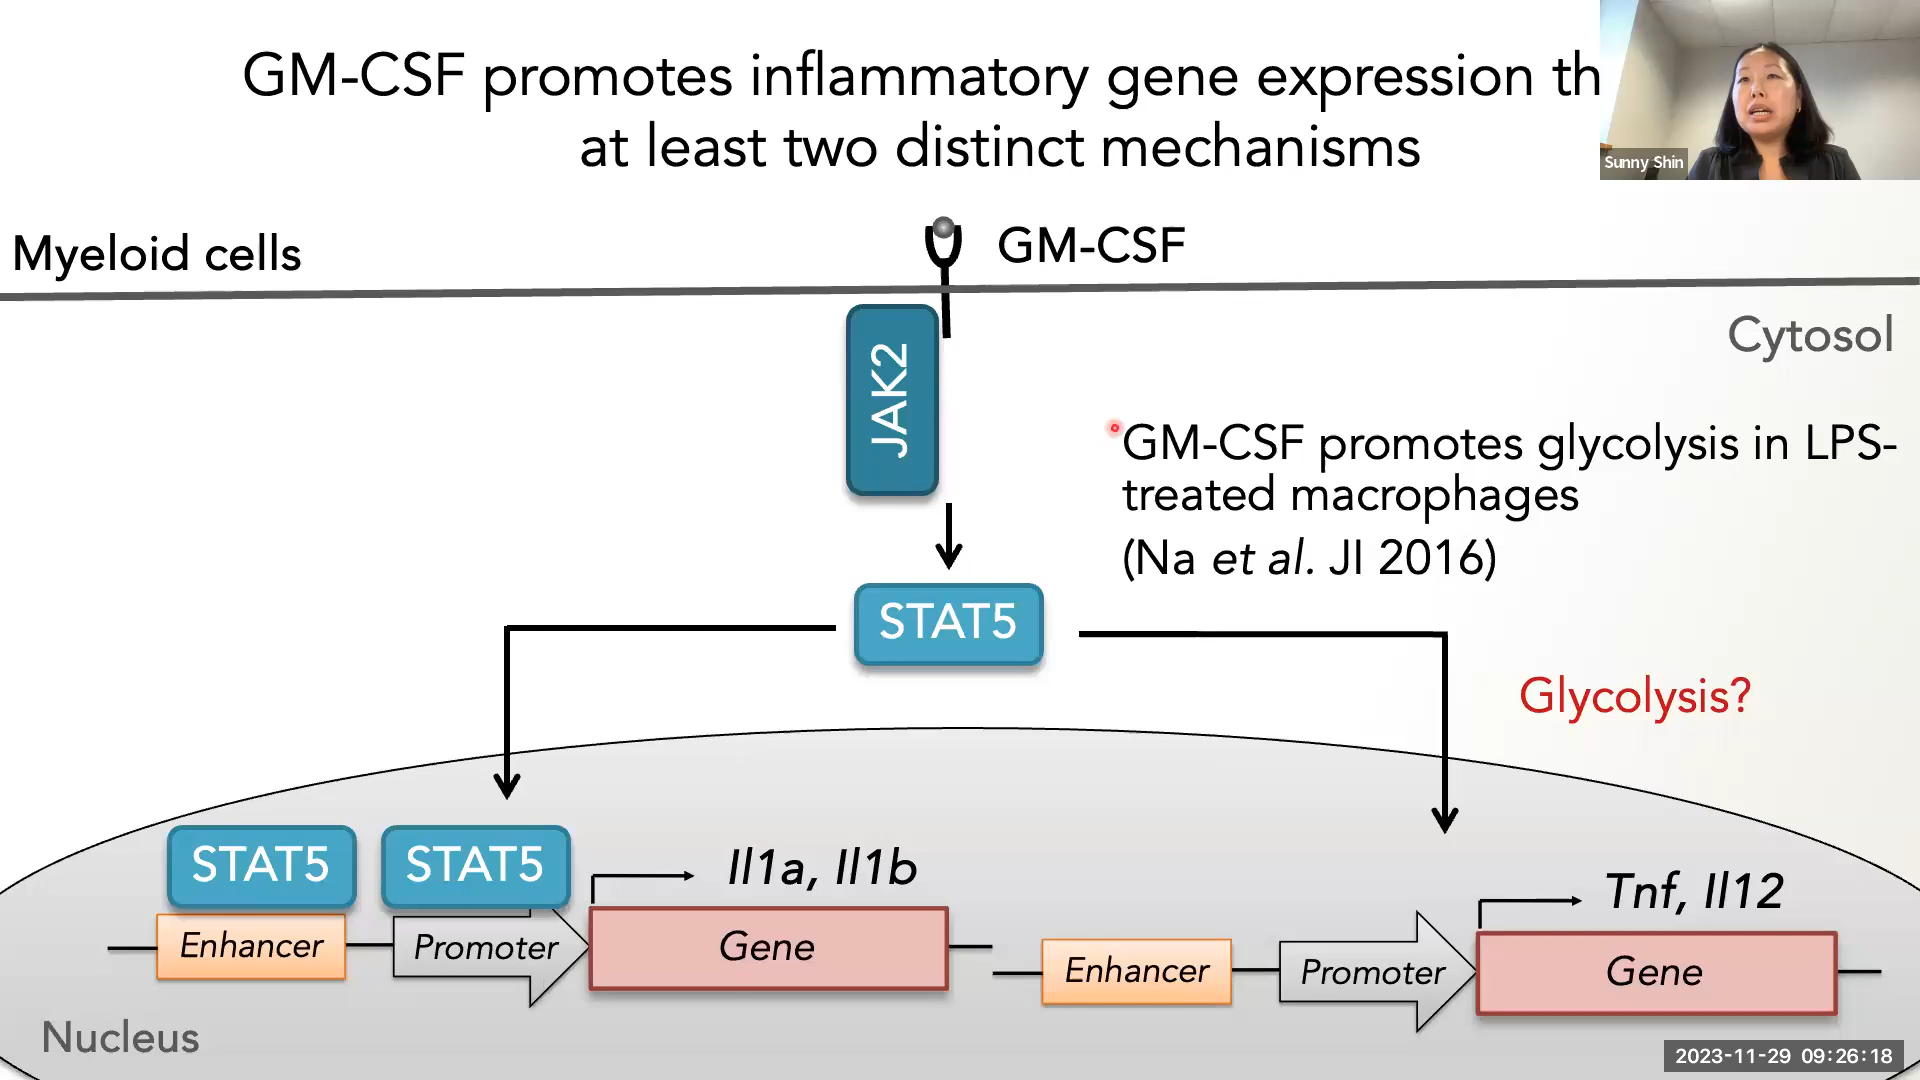 GM-CSF promotes inflammatory gene expression th
at least two distinct mechanisms
Sunny Shin
Myeloid cells
GM-CSF
Cytosol
JAK2
GM-CSF promotes glycolysis in LPS-
treated macrophages
(Na et al. JI 2016)
STAT5
Glycolysis?
STAT5
STAT5
Il1a, Il1b
Enhancer
Promoter
Gene
Tnf, Il12
Enhancer
Promoter
Gene
Nucleus
2023-11-29 09:26:18